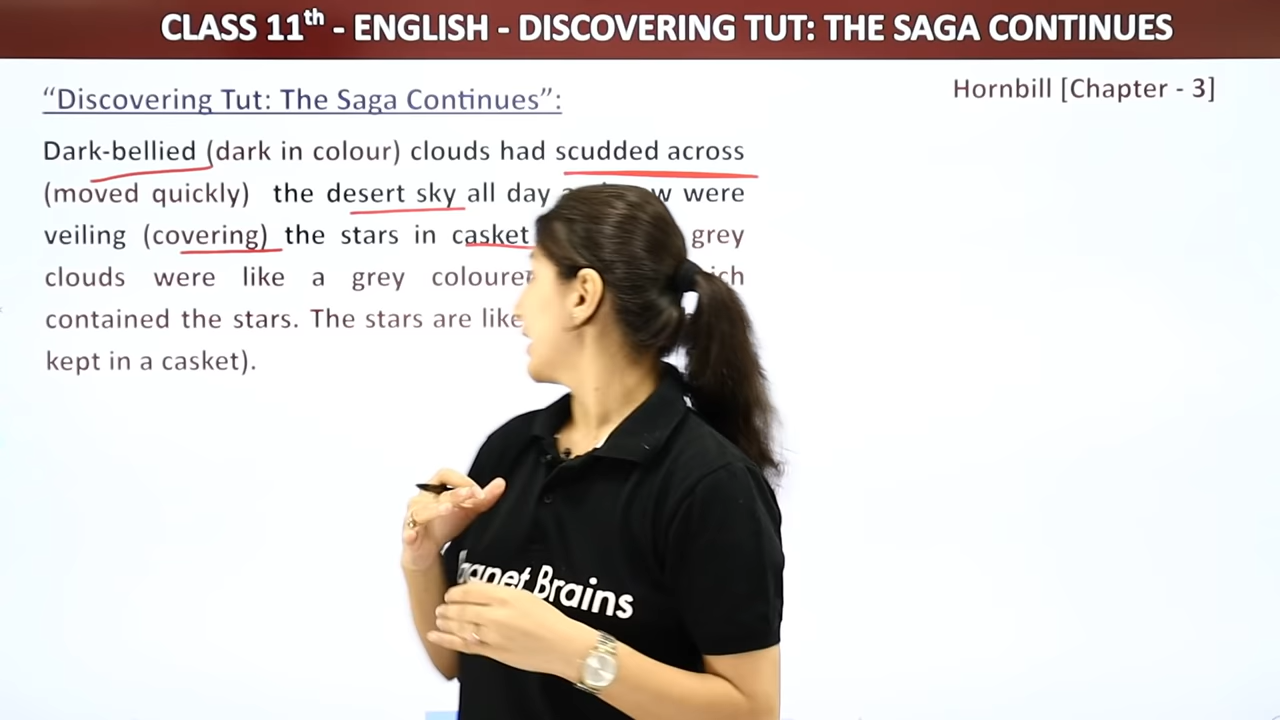 CLASS 11th - ENGLISH - DISCOVERING TUT: THE SAGA CONTINUES
Hornbill [Chapter - 3]
“Discovering Tut: The Saga Continues”:
Dark-bellied (dark in colour) clouds had scudded across
(moved quickly) the desert sky all day were
veiling (covering) the stars in casket grey
clouds were like a grey
contained the stars. The stars are like
kept in a casket).
Brains